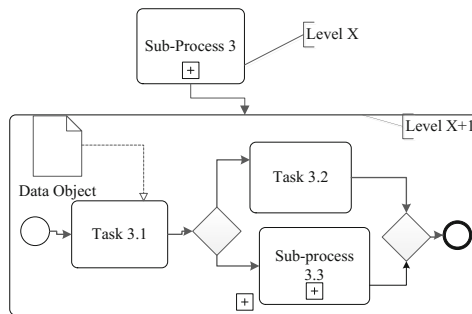 Sub-Process 3
Level X
Level X+1
Data Object
Task 3.1
Task 3.2
Sub-process
3.3